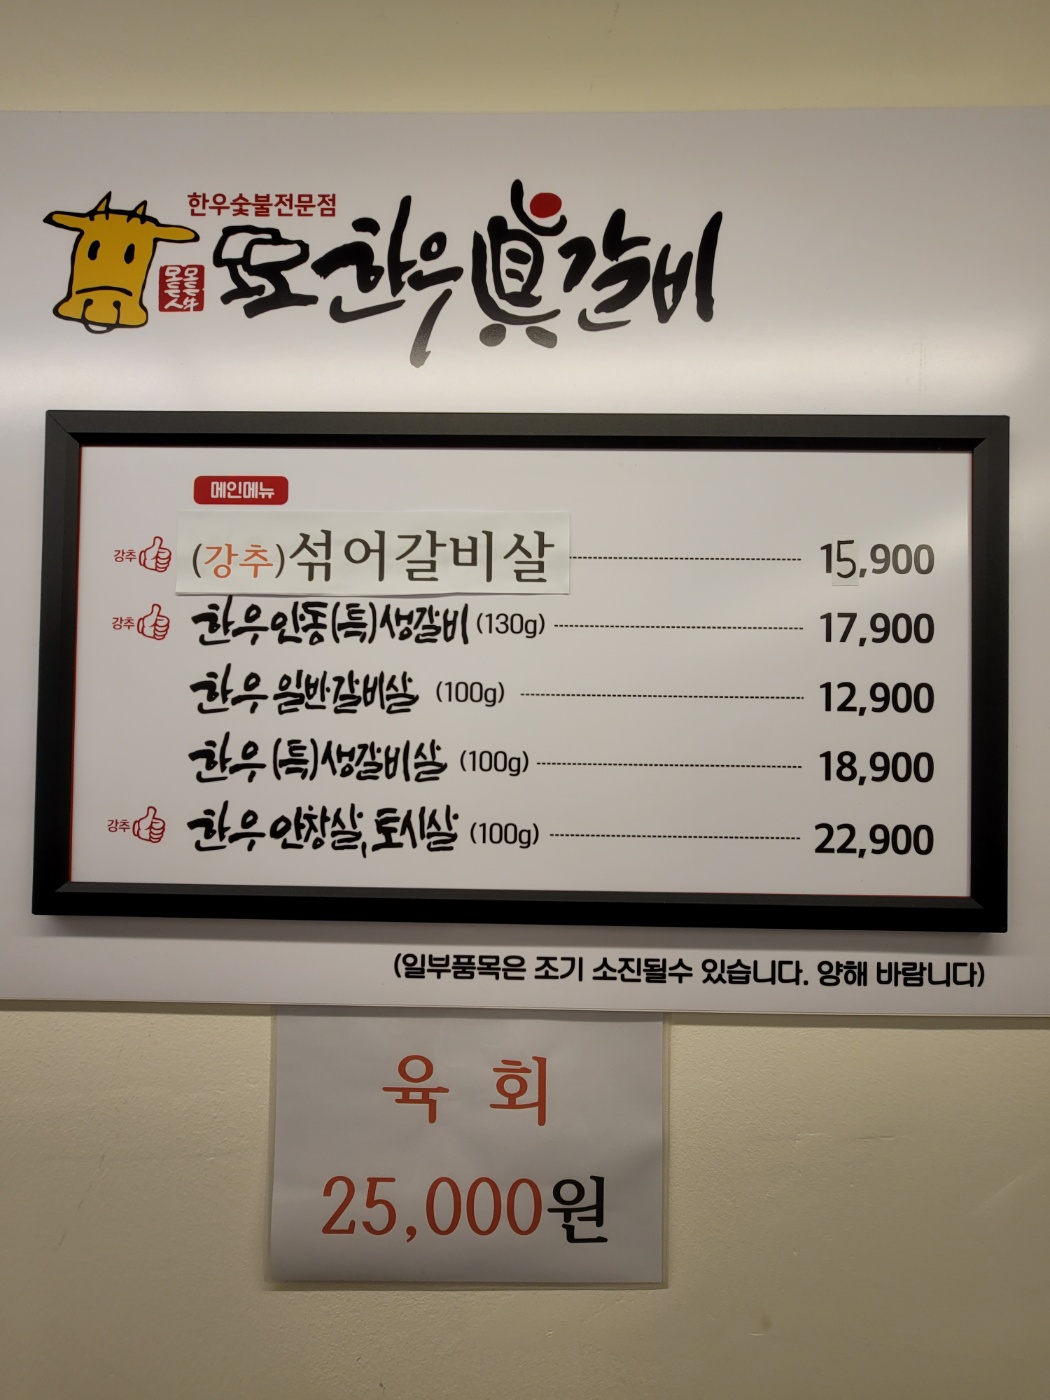 한우숯불전문점
또 한우 眞 갈비
메인메뉴
강추 (강추)섞어갈비살 15,900
강추 한우안동(특)생갈비 (130g) 17,900
한우 일반갈비살 (100g) 12,900
한우 (특)생갈비살 (100g) 18,900
강추 한우 안창살, 토시살 (100g) 22,900
(일부품목은 조기 소진될수 있습니다. 양해 바랍니다)
육 회
25,000원